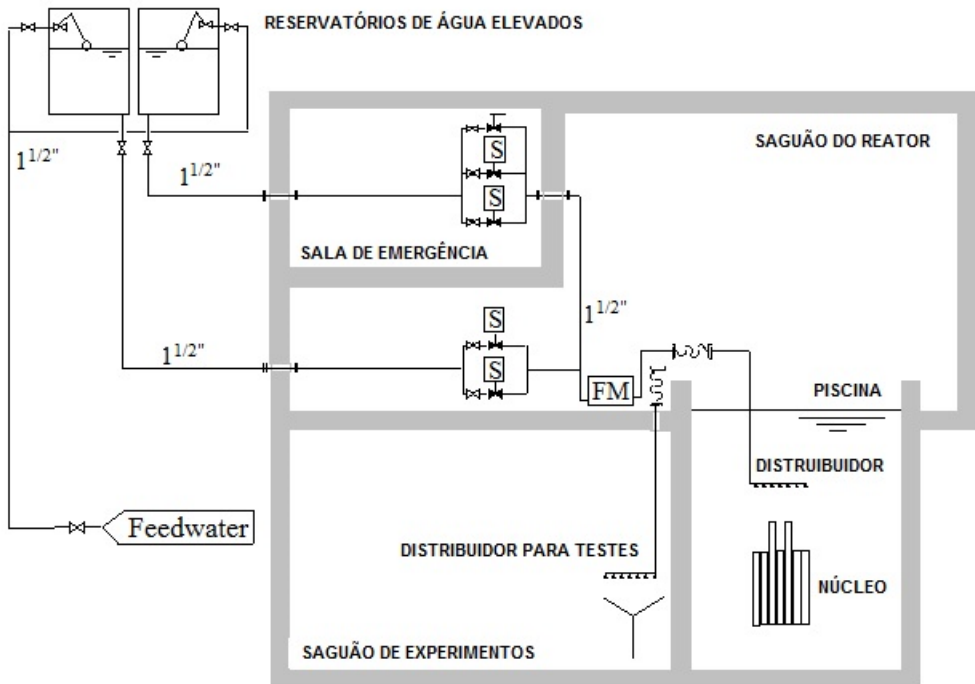 RESERVATÓRIOS DE ÁGUA ELEVADOS
SAGUÃO DO REATOR
1 1/2"
1 1/2"
S
S
SALA DE EMERGÊNCIA
1 1/2"
S
1 1/2"
S
FM
PISCINA
DISTRUIBUIDOR
Feedwater
DISTRIBUIDOR PARA TESTES
NÚCLEO
SAGUÃO DE EXPERIMENTOS